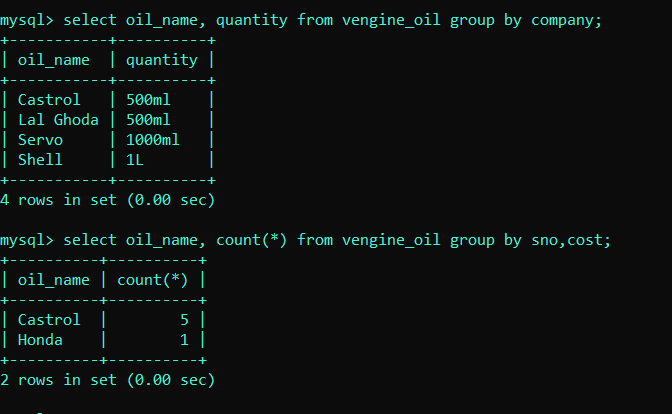 mysql> select oil_name, quantity from vengine_oil group by company;
+-----------+----------+
| oil_name  | quantity |
+-----------+----------+
| Castrol   | 500ml    |
| Lal Ghoda | 500ml    |
| Servo     | 1000ml   |
| Shell     | 1L       |
+-----------+----------+
4 rows in set (0.00 sec)
mysql> select oil_name, count(*) from vengine_oil group by sno,cost;
+----------+----------+
| oil_name | count(*) |
+----------+----------+
| Castrol  |        5 |
| Honda    |        1 |
+----------+----------+
2 rows in set (0.00 sec)